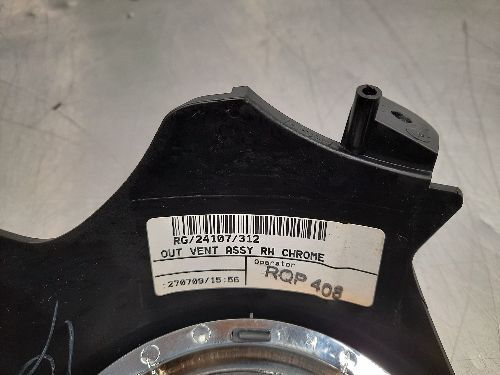 RG/24107/312
OUT VENT ASSY RH CHROME
Operator
270709/15:56
RQP 408